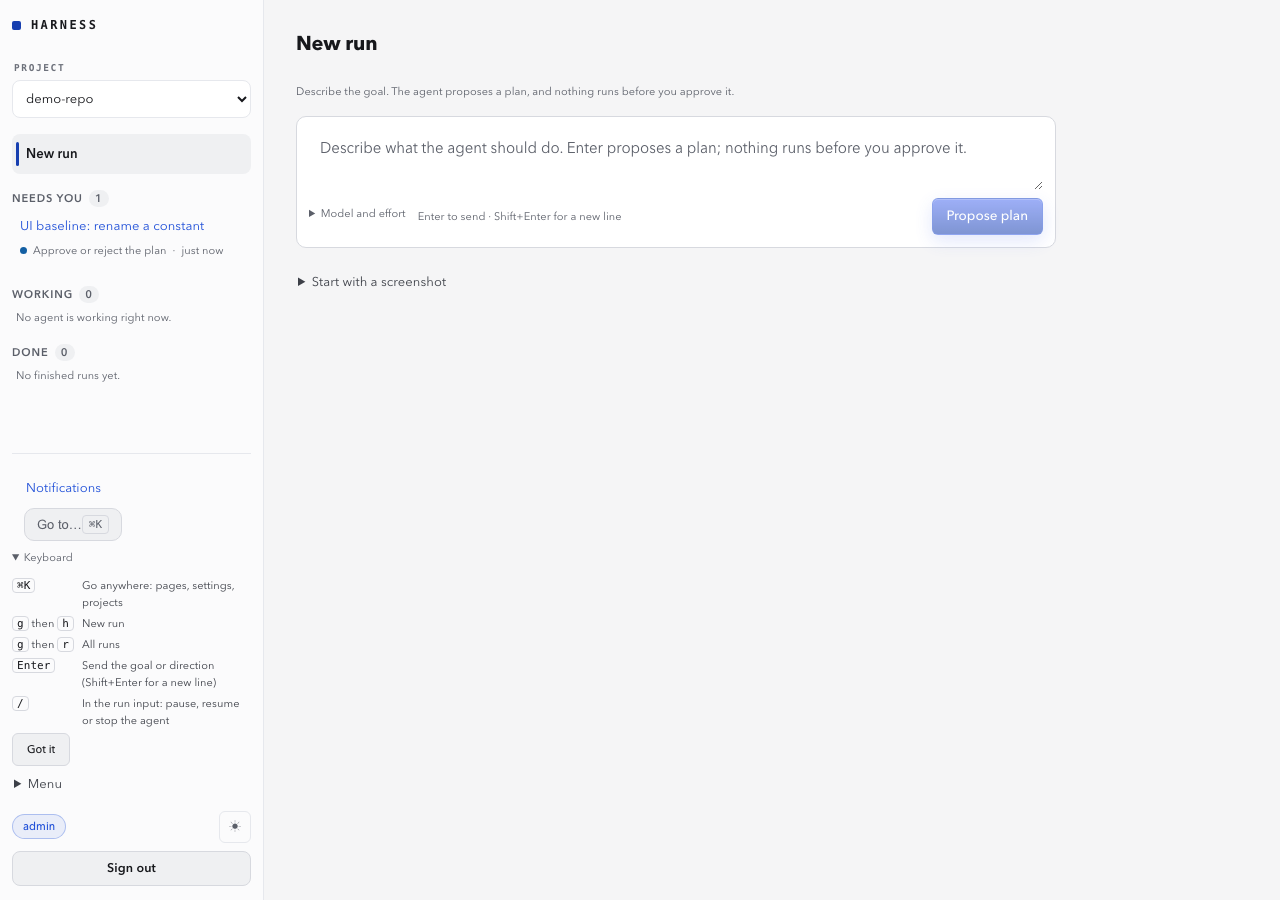 HARNESS
PROJECT
demo-repo
New run
NEEDS YOU 1
UI baseline: rename a constant
Approve or reject the plan · just now
WORKING 0
No agent is working right now.
DONE 0
No finished runs yet.
Notifications
Go to… ⌘K
Keyboard
⌘K Go anywhere: pages, settings,
projects
g then h New run
g then r All runs
Enter Send the goal or direction
(Shift+Enter for a new line)
/ In the run input: pause, resume
or stop the agent
Got it
Menu
admin
Sign out
New run
Describe the goal. The agent proposes a plan, and nothing runs before you approve it.
Describe what the agent should do. Enter proposes a plan; nothing runs before you approve it.
Model and effort Enter to send · Shift+Enter for a new line
Propose plan
Start with a screenshot